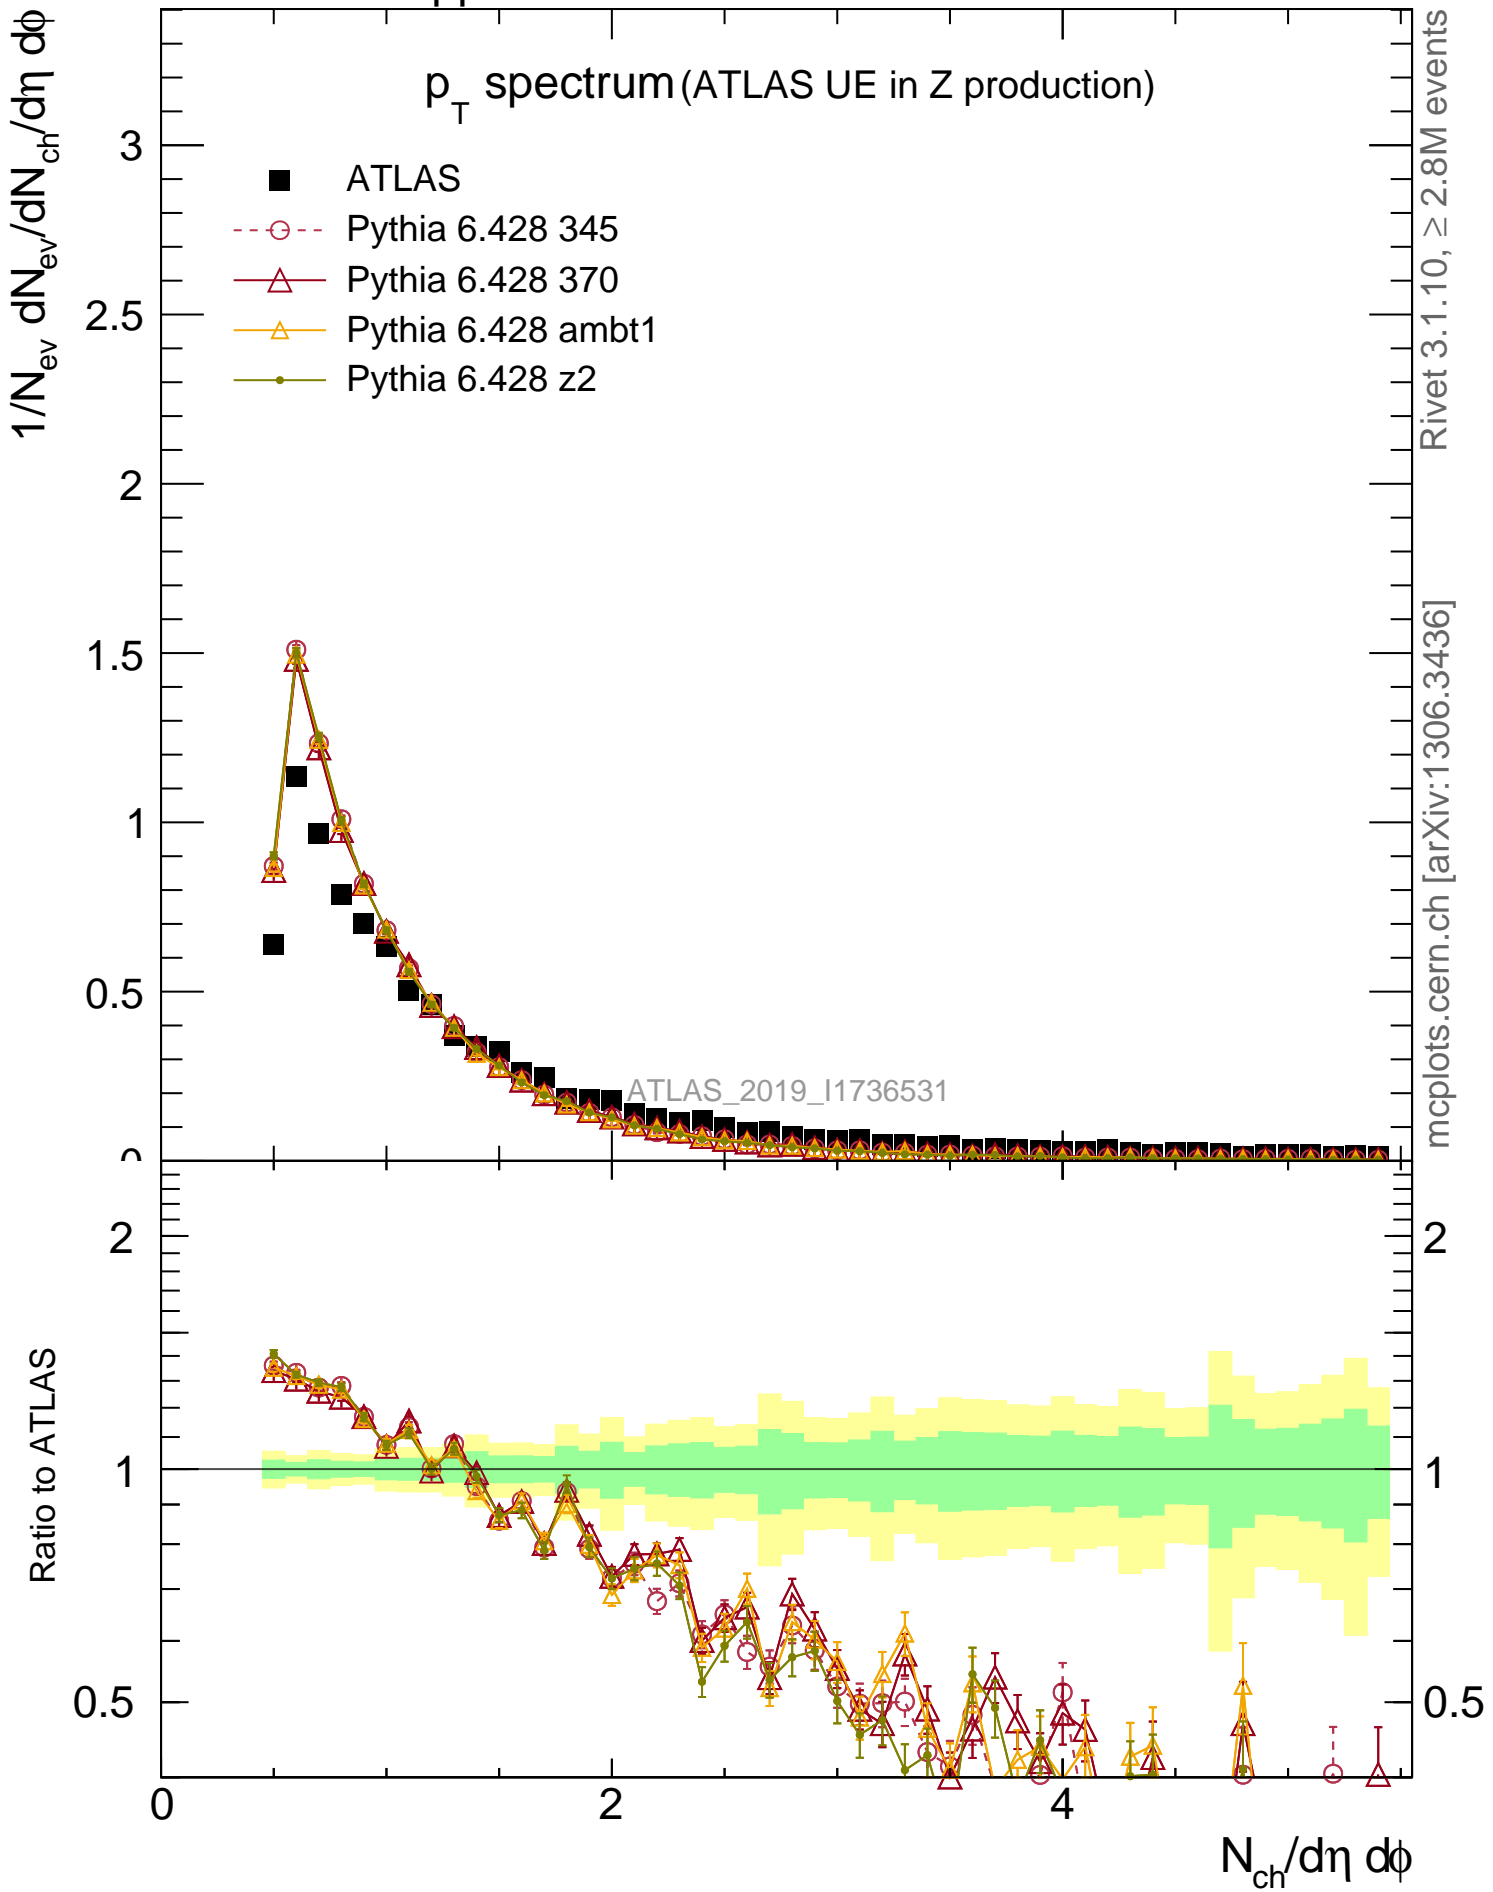 pp
1/N_ev dN_ev/dN_ch/dη dϕ
p_T spectrum (ATLAS UE in Z production)
ATLAS
Pythia 6.428 345
Pythia 6.428 370
Pythia 6.428 ambt1
Pythia 6.428 z2
3
2.5
2
1.5
1
0.5
0
ATLAS_2019_I1736531
Rivet 3.1.10, ≥ 2.8M events
mcplots.cern.ch [arXiv:1306.3436]
Ratio to ATLAS
2
1
0.5
2
1
0.5
0
2
4
N_ch/dη dϕ